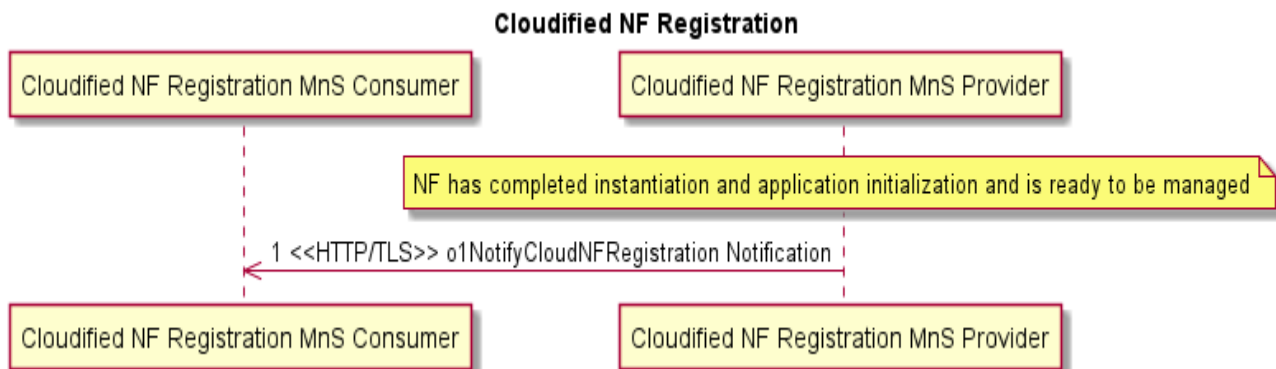 Cloudified NF Registration
Cloudified NF Registration MnS Consumer
Cloudified NF Registration MnS Provider
NF has completed instantiation and application initialization and is ready to be managed
1 <<HTTP/TLS>> o1NotifyCloudNFRegistration Notification
Cloudified NF Registration MnS Consumer
Cloudified NF Registration MnS Provider